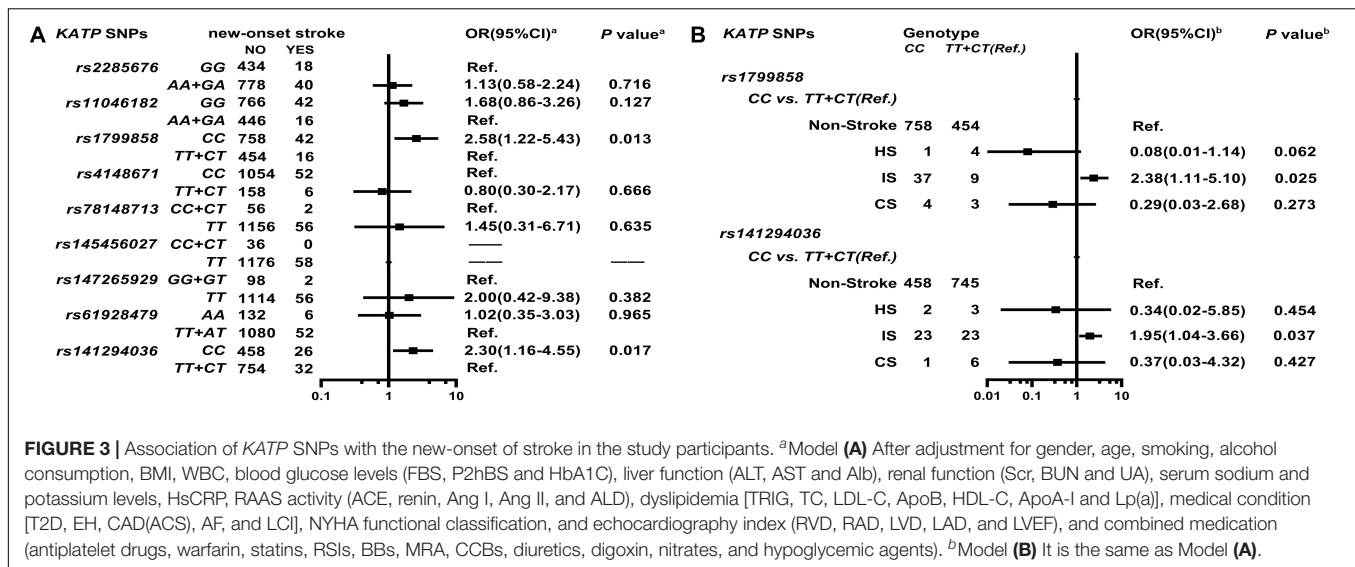 A KATP SNPs new-onset stroke OR(95%CI)a P valuea
NO YES
rs2285676 GG 434 18 Ref.
AA+GA 778 40 1.13(0.58-2.24) 0.716
rs11046182 GG 766 42 1.68(0.86-3.26) 0.127
AA+GA 446 16 Ref.
rs1799858 CC 758 42 2.58(1.22-5.43) 0.013
TT+CT 454 16 Ref.
rs4148671 CC 1054 52 Ref.
TT+CT 158 6 0.80(0.30-2.17) 0.666
rs78148713 CC+CT 56 2 Ref.
TT 1156 56 1.45(0.31-6.71) 0.635
rs145456027 CC+CT 36 0 ——
TT 1176 58 —— ——
rs147265929 GG+GT 98 2 Ref.
TT 1114 56 2.00(0.42-9.38) 0.382
rs61928479 AA 132 6 1.02(0.35-3.03) 0.965
TT+AT 1080 52 Ref.
rs141294036 CC 458 26 2.30(1.16-4.55) 0.017
TT+CT 754 32 Ref.
0.1 1 10
B KATP SNPs Genotype OR(95%CI)b P valueb
CC TT+CT(Ref.)
rs1799858
CC vs. TT+CT(Ref.)
Non-Stroke 758 454 Ref.
HS 1 4 0.08(0.01-1.14) 0.062
IS 37 9 2.38(1.11-5.10) 0.025
CS 4 3 0.29(0.03-2.68) 0.273
rs141294036
CC vs. TT+CT(Ref.)
Non-Stroke 458 745 Ref.
HS 2 3 0.34(0.02-5.85) 0.454
IS 23 23 1.95(1.04-3.66) 0.037
CS 1 6 0.37(0.03-4.32) 0.427
0.01 0.1 1 10
FIGURE 3 | Association of KATP SNPs with the new-onset of stroke in the study participants. aModel (A) After adjustment for gender, age, smoking, alcohol
consumption, BMI, WBC, blood glucose levels (FBS, P2hBS and HbA1C), liver function (ALT, AST and Alb), renal function (Scr, BUN and UA), serum sodium and
potassium levels, HsCRP, RAAS activity (ACE, renin, Ang I, Ang II, and ALD), dyslipidemia [TRIG, TC, LDL-C, ApoB, HDL-C, ApoA-I and Lp(a)], medical condition
[T2D, EH, CAD(ACS), AF, and LCI], NYHA functional classification, and echocardiography index (RVD, RAD, LVD, LAD, and LVEF), and combined medication
(antiplatelet drugs, warfarin, statins, RSIs, BBs, MRA, CCBs, diuretics, digoxin, nitrates, and hypoglycemic agents). bModel (B) It is the same as Model (A).